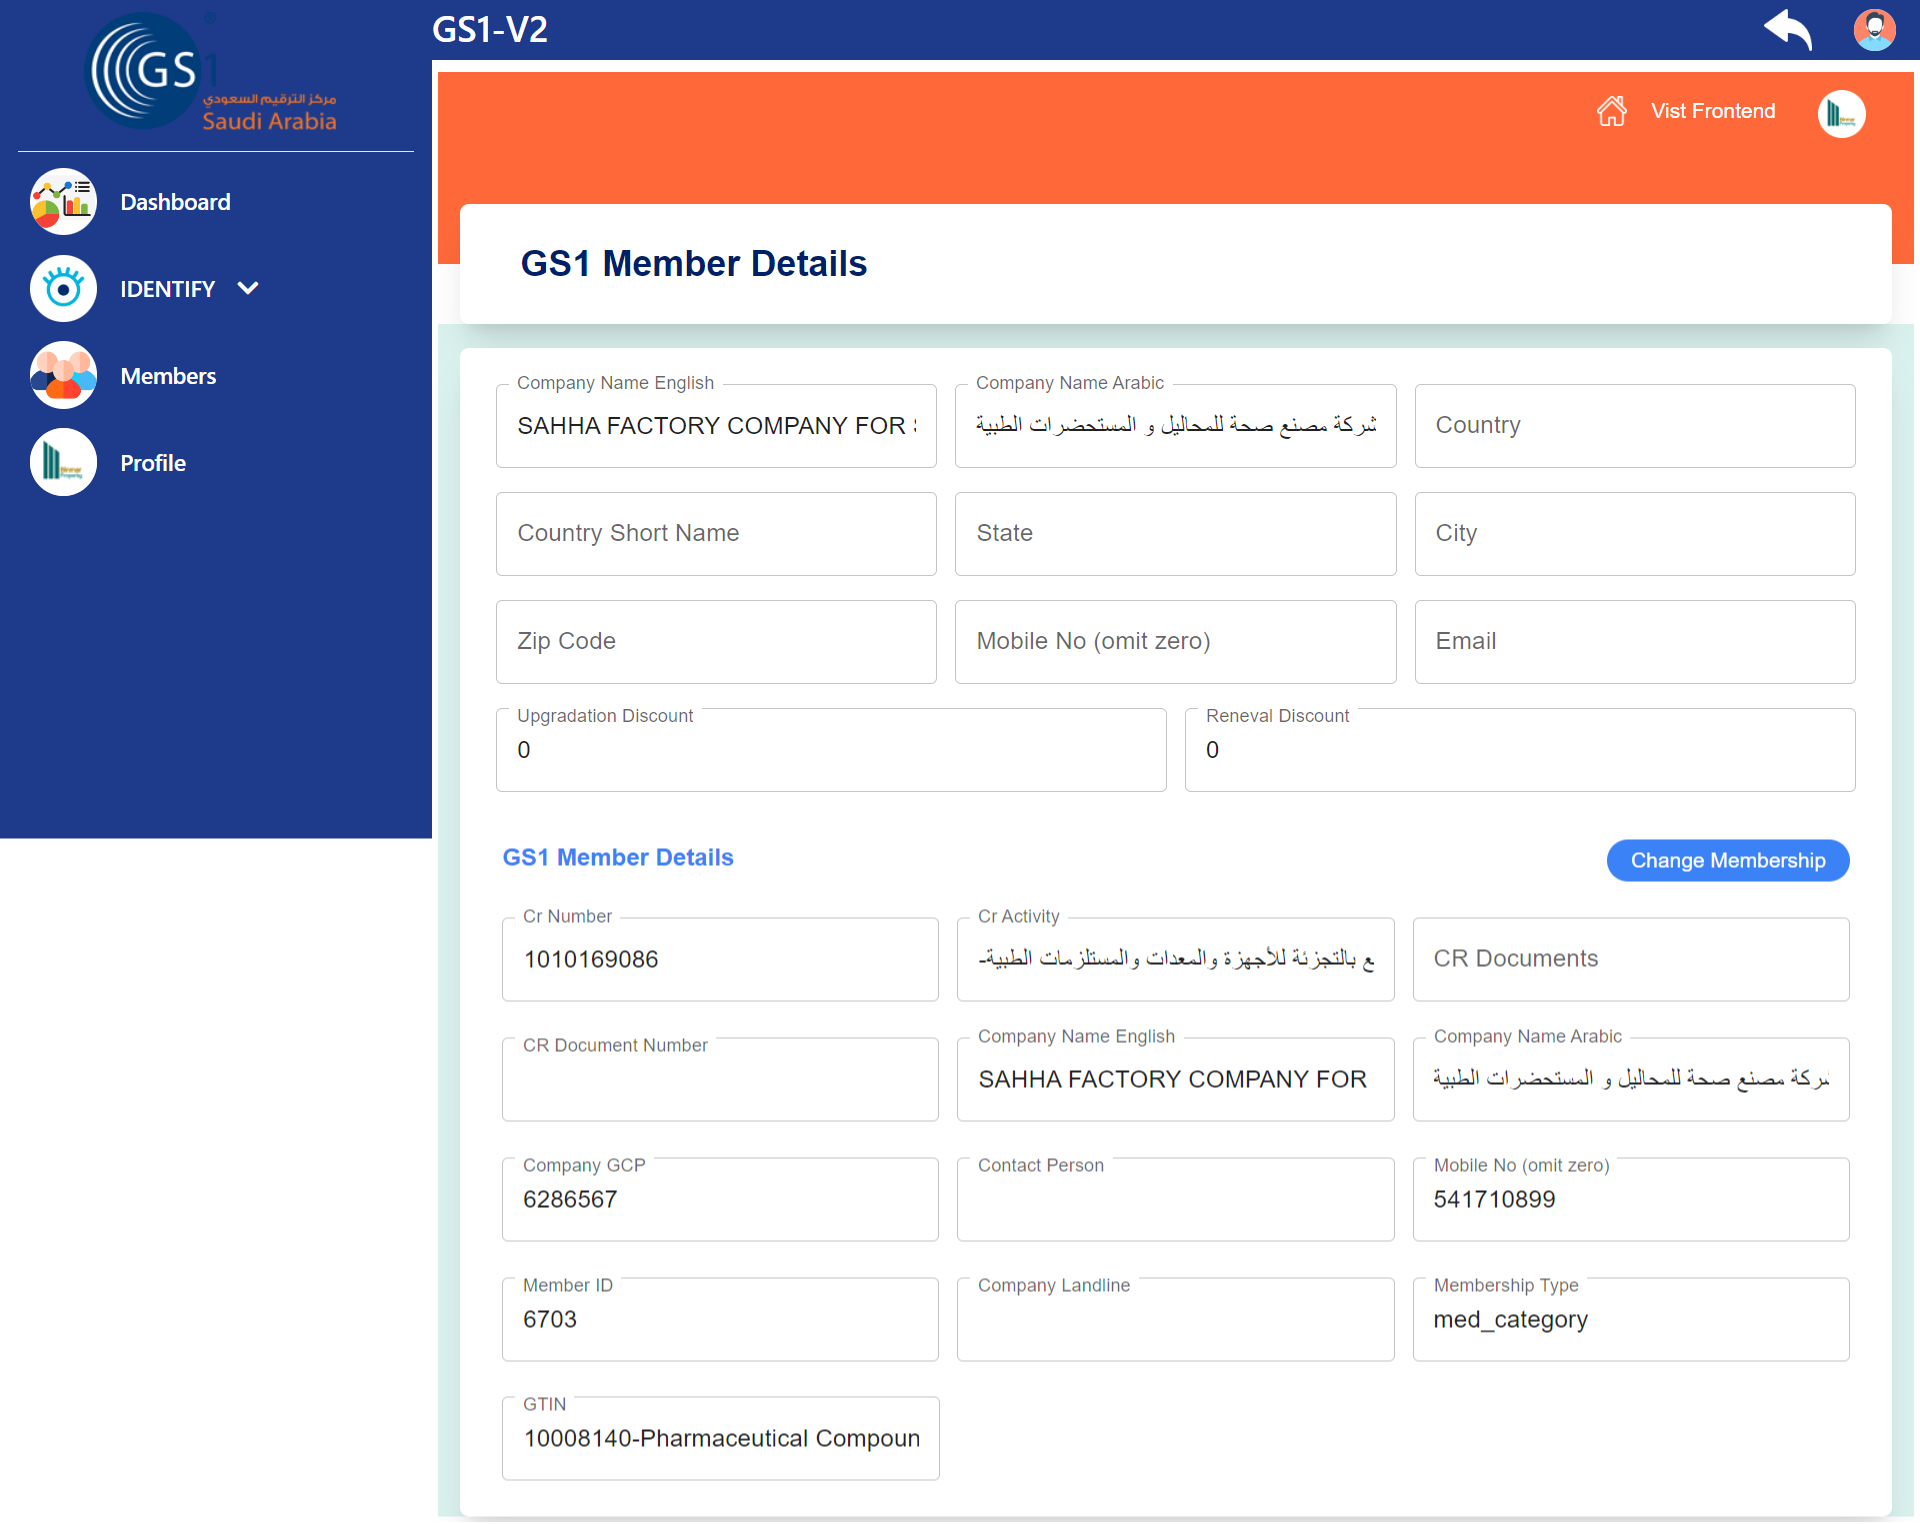 GS1-V2
GS1
®
مركز الترقيم السعودي
Saudi Arabia
Dashboard
IDENTIFY
Members
Profile
Vist Frontend
GS1 Member Details
Company Name English
SAHHA FACTORY COMPANY FOR
Company Name Arabic
شركة مصنع صحة للمحاليل و المستحضرات الطبية
Country
Country Short Name
State
City
Zip Code
Mobile No (omit zero)
Email
Upgradation Discount
0
Reneval Discount
0
GS1 Member Details
Change Membership
Cr Number
1010169086
Cr Activity
ع بالتجزئة للأجهزة والمعدات والمستلزمات الطبية-
CR Documents
CR Document Number
Company Name English
SAHHA FACTORY COMPANY FOR
Company Name Arabic
شركة مصنع صحة للمحاليل و المستحضرات الطبية
Company GCP
6286567
Contact Person
Mobile No (omit zero)
541710899
Member ID
6703
Company Landline
Membership Type
med_category
GTIN
10008140-Pharmaceutical Compoun